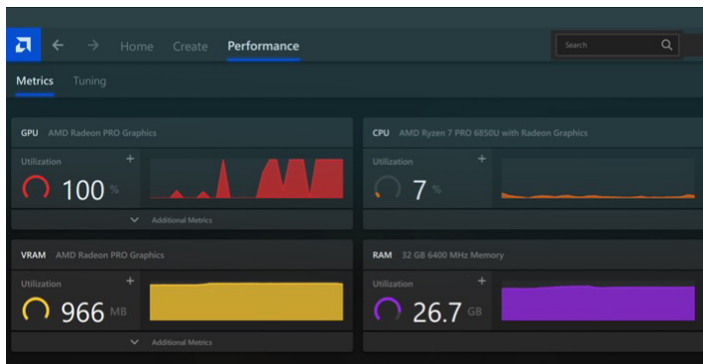 Home Create Performance Search
Metrics Tuning
GPU AMD Radeon PRO Graphics
Utilization +
100 %
Additional Metrics
CPU AMD Ryzen 7 PRO 6850U with Radeon Graphics
Utilization +
7 %
VRAM AMD Radeon PRO Graphics
Utilization +
966 MB
Additional Metrics
RAM 32 GB 6400 MHz Memory
Utilization +
26.7 GB